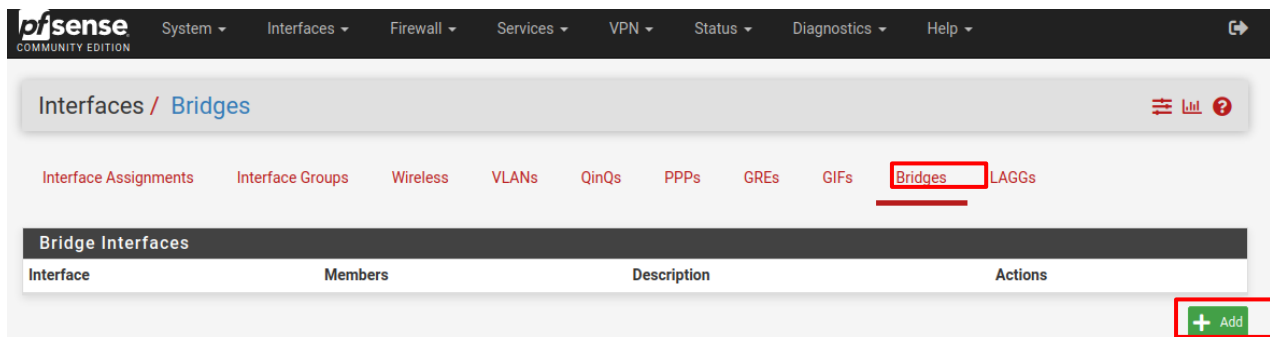 pfsense System Interfaces Firewall Services VPN Status Diagnostics Help
COMMUNITY EDITION
Interfaces / Bridges
Interface Assignments Interface Groups Wireless VLANs QinQs PPPs GREs GIFs Bridges LAGGs
Bridge Interfaces
Interface Members Description Actions
Add